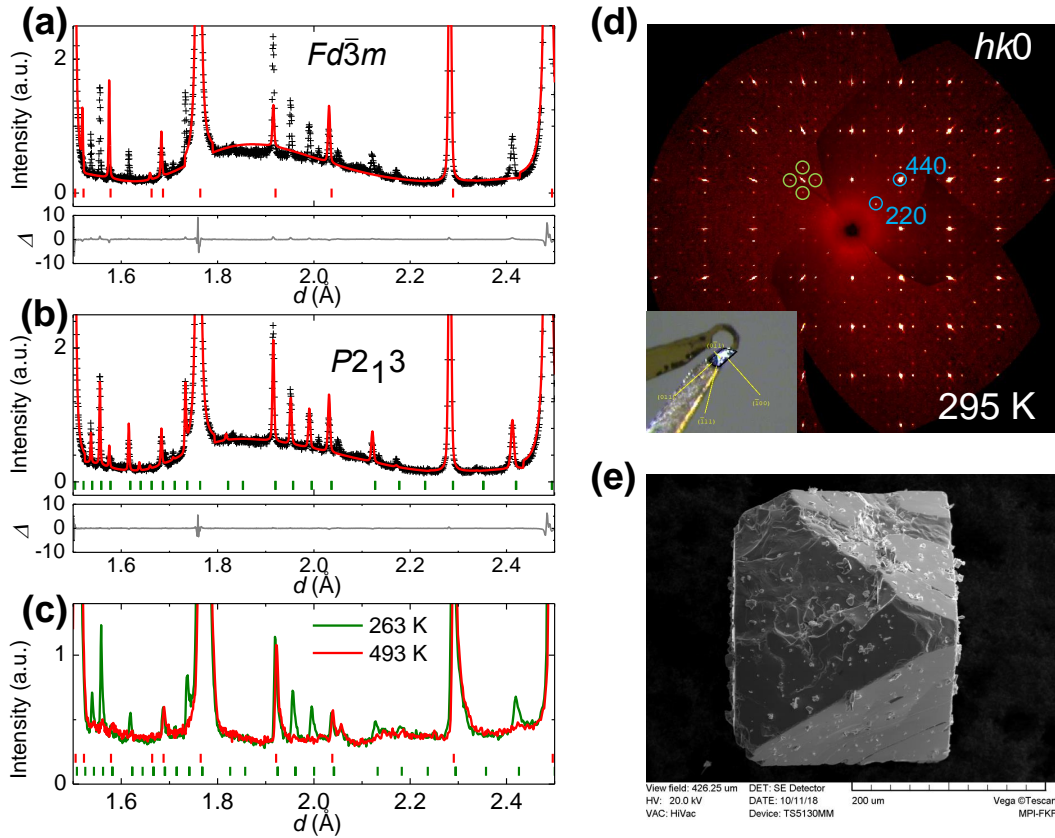 (a)
Fd3̄m
Intensity (a.u.)
2
0
Δ
10
0
-10
1.6 1.8 2.0 2.2 2.4
d (Å)
(b)
P2₁3
Intensity (a.u.)
2
0
Δ
10
0
-10
1.6 1.8 2.0 2.2 2.4
d (Å)
(c)
263 K
493 K
Intensity (a.u.)
1
0
1.6 1.8 2.0 2.2 2.4
d (Å)
(d)
hk0
440
220
295 K
(e)
View field: 426.25 um DET: SE Detector
HV: 20.0 kV DATE: 10/11/18 200 um Vega ©Tescan
VAC: HiVac Device: TS5130MM MPI-FKF